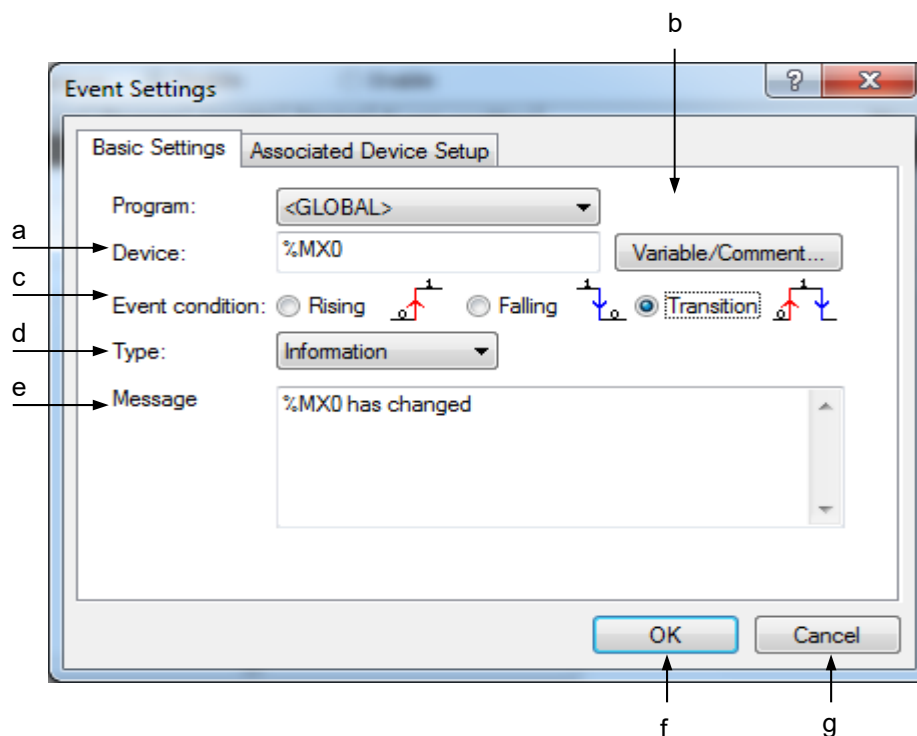 b
Event Settings
?
Basic Settings
Associated Device Setup
Program:
<GLOBAL>
a
Device:
%MX0
Variable/Comment...
c
Event condition:
Rising
0
1
Falling
1
0
Transition
0
1
d
Type:
Information
e
Message
%MX0 has changed
OK
Cancel
f
g